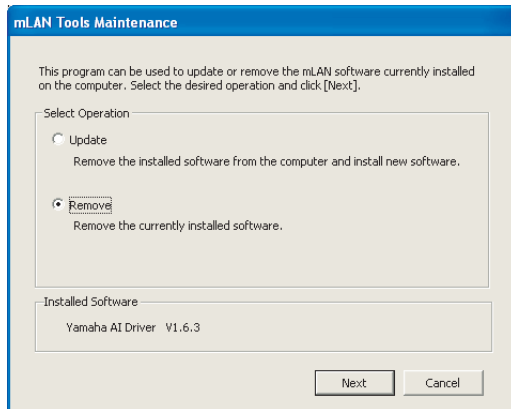 mLAN Tools Maintenance
This program can be used to update or remove the mLAN software currently installed
on the computer. Select the desired operation and click [Next].
Select Operation
Update
Remove the installed software from the computer and install new software.
Remove
Remove the currently installed software.
Installed Software
Yamaha AI Driver V1.6.3
Next Cancel